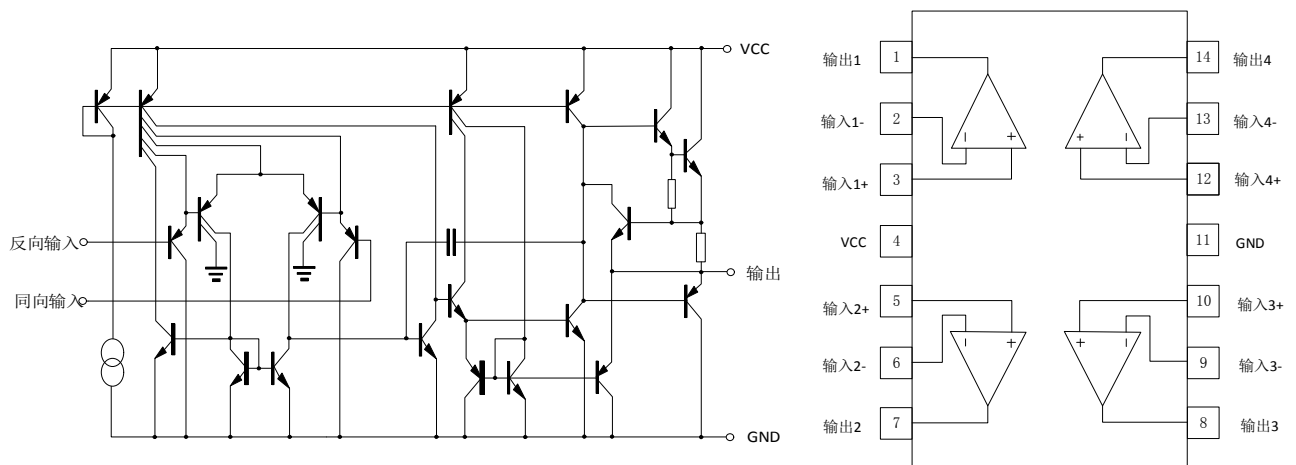 VCC
反向输入
同向输入
输出
GND
输出1
1
14
输出4
输入1-
2
13
输入4-
输入1+
3
12
输入4+
VCC
4
11
GND
输入2+
5
10
输入3+
输入2-
6
9
输入3-
输出2
7
8
输出3
- + + -
- + + -